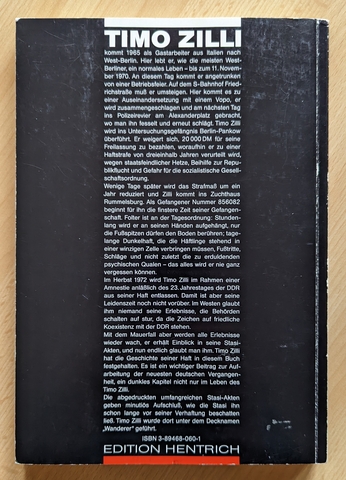 TIMO ZILLI
kommt 1965 als Gastarbeiter aus Italien nach
West-Berlin. Hier lebt er, wie die meisten West-
Berliner, ein normales Leben – bis zum 11. Novem-
ber 1970. An diesem Tag kommt er angetrunken
von einer Betriebsfeier. Auf dem S-Bahnhof Fried-
richstraße muß er umsteigen. Hier kommt es zu
einer Auseinandersetzung mit einem Vopo, er
wird zusammengeschlagen und am nächsten Tag
ins Polizeirevier am Alexanderplatz gebracht,
wo man ihn fesselt und erneut schlägt. Timo Zilli
wird ins Untersuchungsgefängnis Berlin-Pankow
überführt. Er weigert sich, 20 000 DM für seine
Freilassung zu bezahlen, woraufhin er zu einer
Haftstrafe von dreieinhalb Jahren verurteilt wird,
wegen staatsfeindlicher Hetze, Beihilfe zur Repu-
blikflucht und Gefahr für die sozialistische Gesell-
schaftsordnung.
Wenige Tage später wird das Strafmaß um ein
Jahr reduziert und Zilli kommt ins Zuchthaus
Rummelsburg. Als Gefangener Nummer 856082
beginnt für ihn die finstere Zeit seiner Gefangen-
schaft. Folter ist an der Tagesordnung: Stunden-
lang wird er an seinen Händen aufgehängt, nur
die Fußspitzen dürfen den Boden berühren; tage-
lange Dunkelhaft, die die Häftlinge stehend in
einer winzigen Zelle verbringen müssen, Fußtritte,
Schläge und nicht zuletzt die zu erduldenden
psychischen Qualen – das alles wird er nie ganz
vergessen können.
Im Herbst 1972 wird Timo Zilli im Rahmen einer
Amnestie anläßlich des 23. Jahrestages der DDR
aus seiner Haft entlassen. Damit ist aber seine
Leidenszeit noch nicht vorüber. Im Westen glaubt
ihm niemand seine Erlebnisse, die Behörden
schalten auf stur, da die Zeichen auf friedliche
Koexistenz mit der DDR stehen.
Mit dem Mauerfall aber werden alle Erlebnisse
wieder wach, er erhält Einblick in seine Stasi-
Akten, und nun endlich glaubt man ihm. Timo Zilli
hat die Geschichte seiner Haft in diesem Buch
festgehalten. Es ist ein wichtiger Beitrag zur Auf-
arbeitung der neuesten deutschen Vergangen-
heit, ein dunkles Kapitel nicht nur im Leben des
Timo Zilli.
Die abgedruckten umfangreichen Stasi-Akten
geben minutiös Aufschluß, wie die Stasi ihn
schon lange vor seiner Verhaftung beschatten
ließ. Timo Zilli wurde dort unter dem Decknamen
„Wanderer“ geführt.
ISBN 3-89468-060-1
EDITION HENTRICH